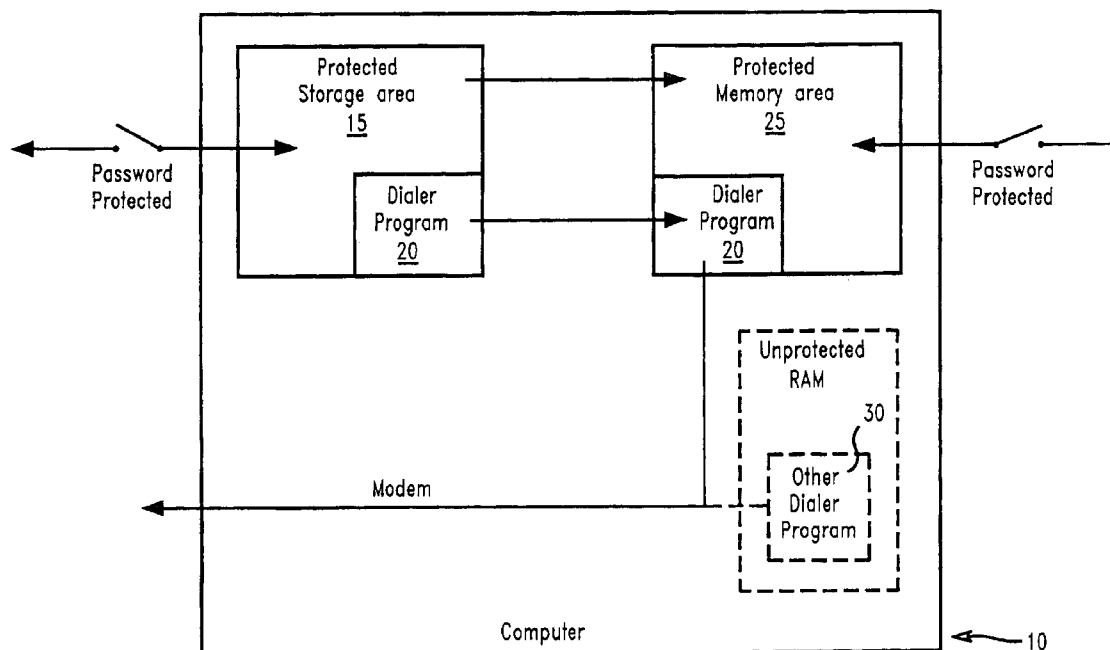 Protected
Storage area
15
Protected
Memory area
25
Password
Protected
Dialer
Program
20
Dialer
Program
20
Password
Protected
Unprotected
RAM
30
Other
Dialer
Program
Modem
Computer
10